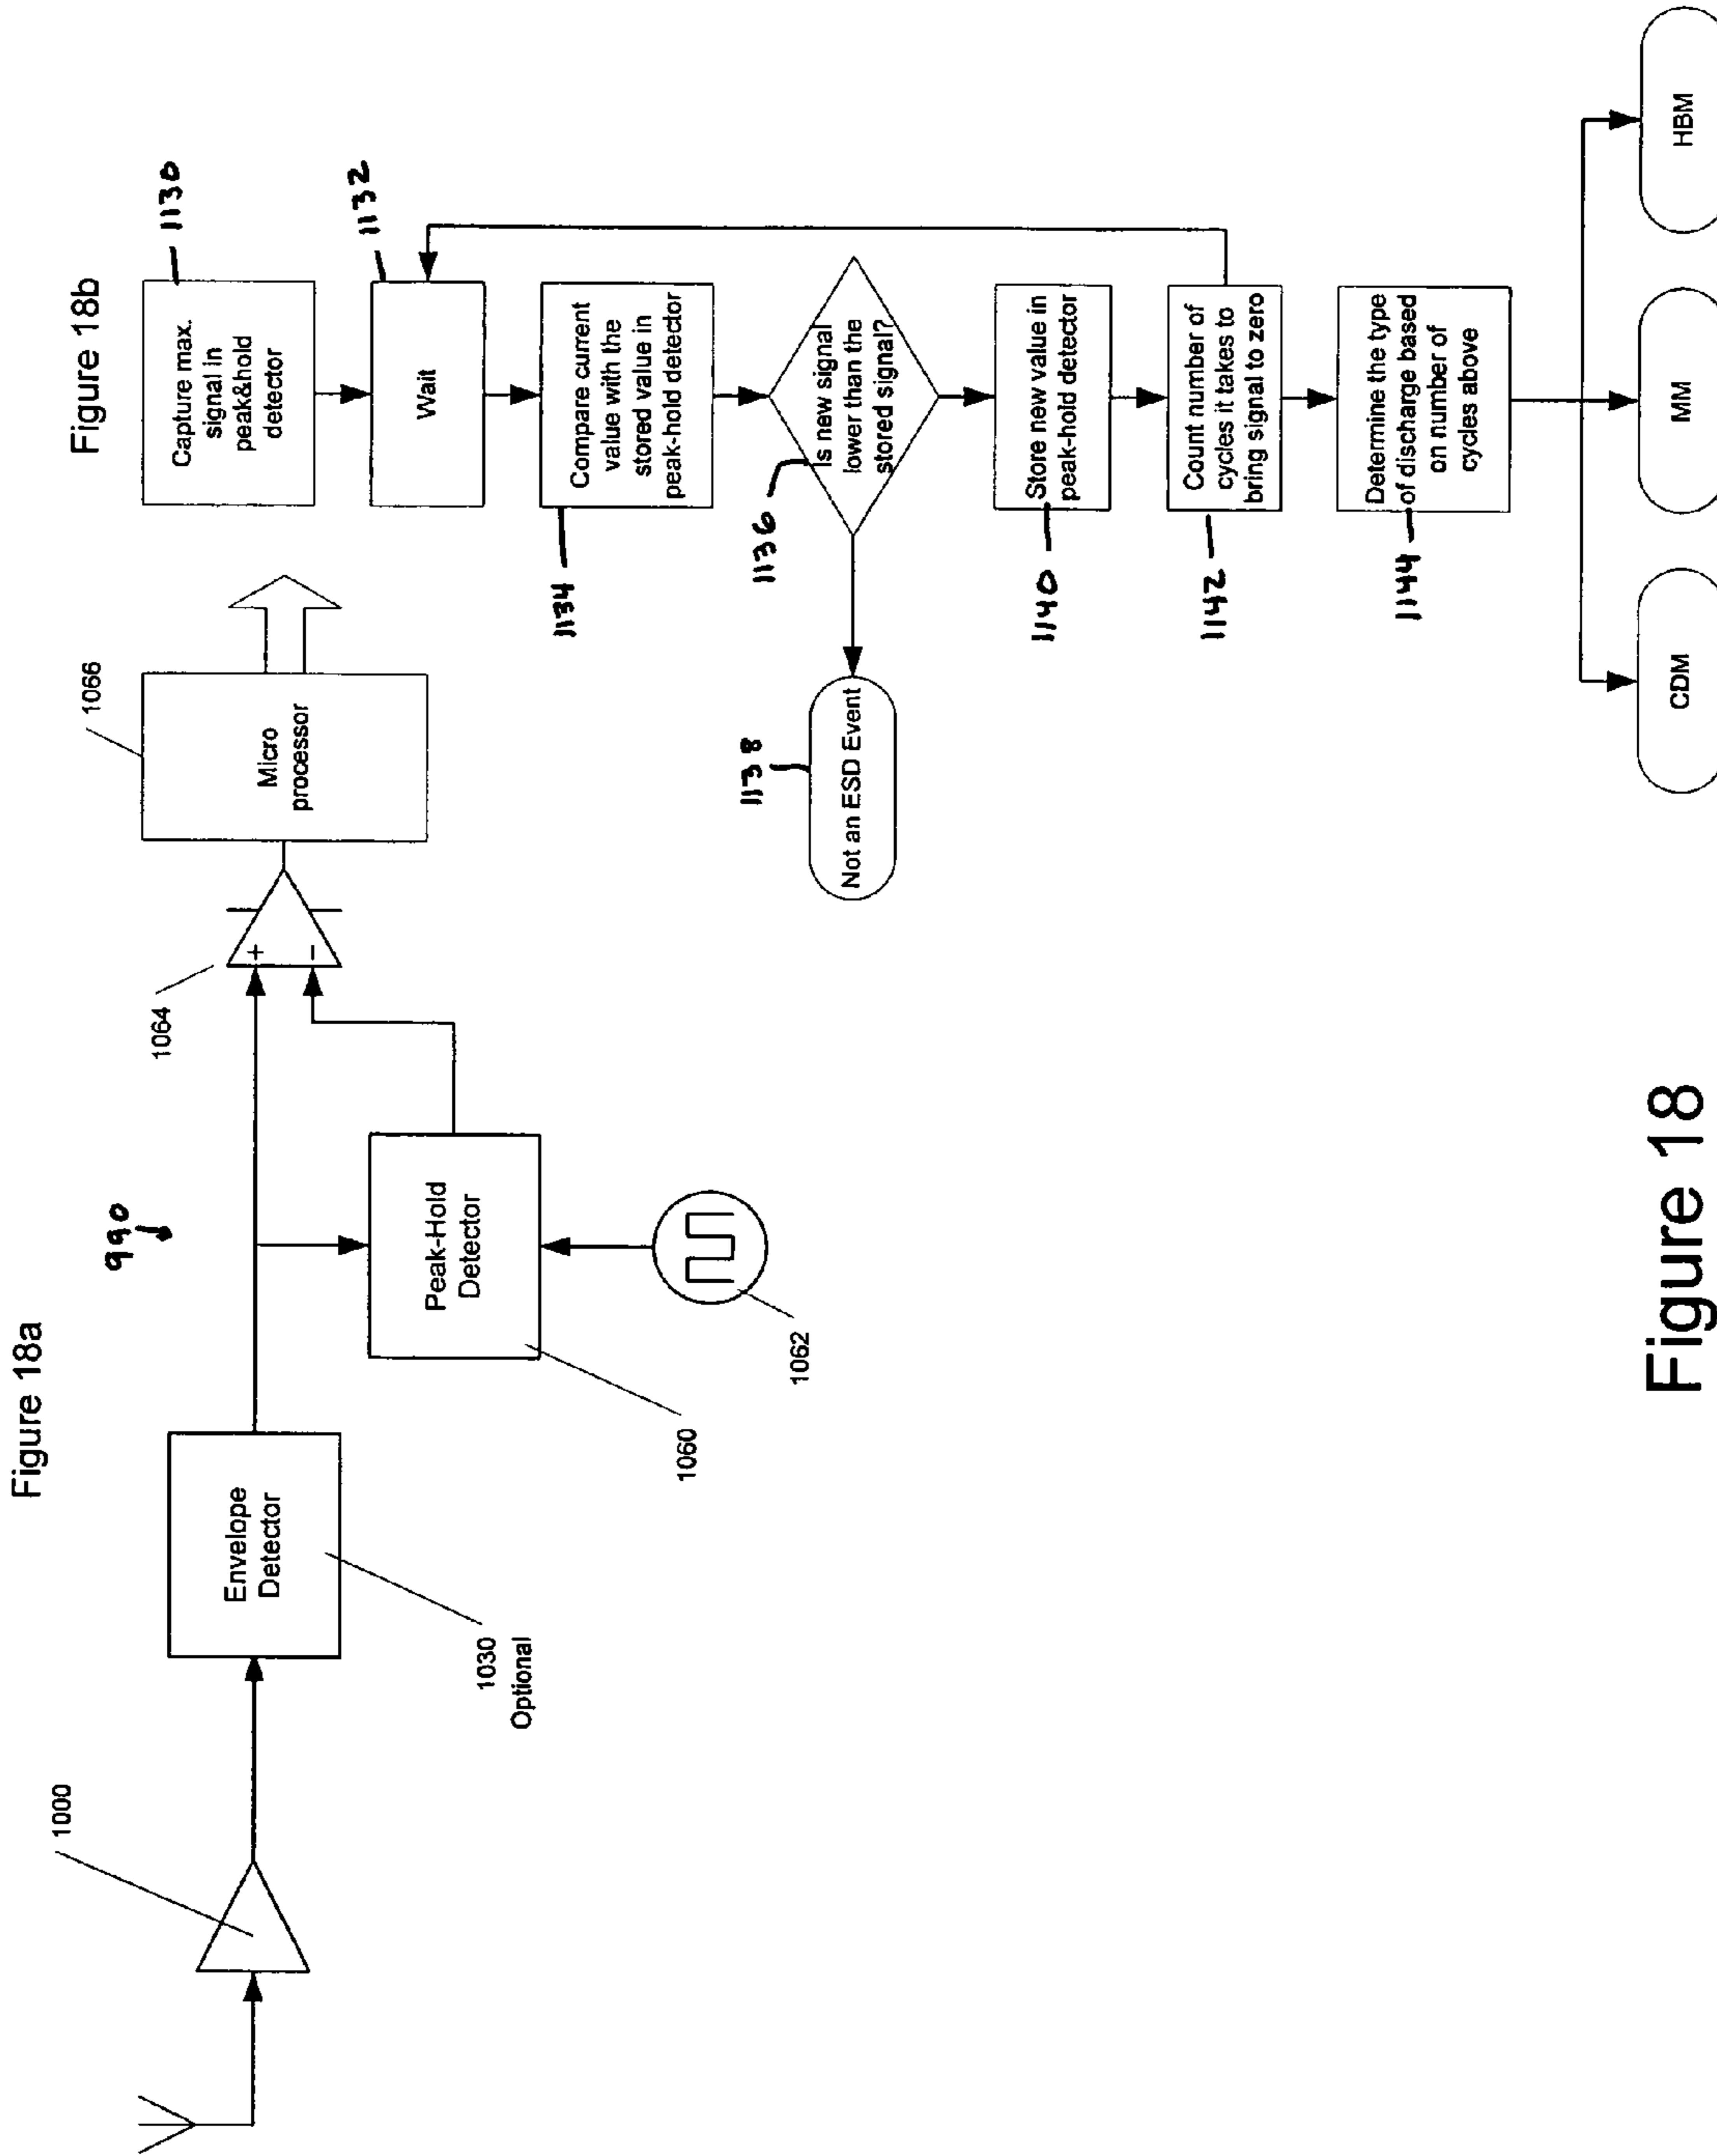 Figure 18a
990
1000
Envelope
Detector
1030
Optional
Peak-Hold
Detector
1060
1062
1064
+
−
Micro
processor
1066
Figure 18b
Capture max.
signal in
peak&hold
detector
1130
Wait
1132
Compare current
value with the
stored value in
peak-hold detector
1134
Is new signal
lower than the
stored signal?
1136
Not an ESD Event
1138
Store new value in
peak-hold detector
1140
Count number of
cycles it takes to
bring signal to zero
1142
Determine the type
of discharge based
on number of
cycles above
1144
CDM
MM
HBM
Figure 18